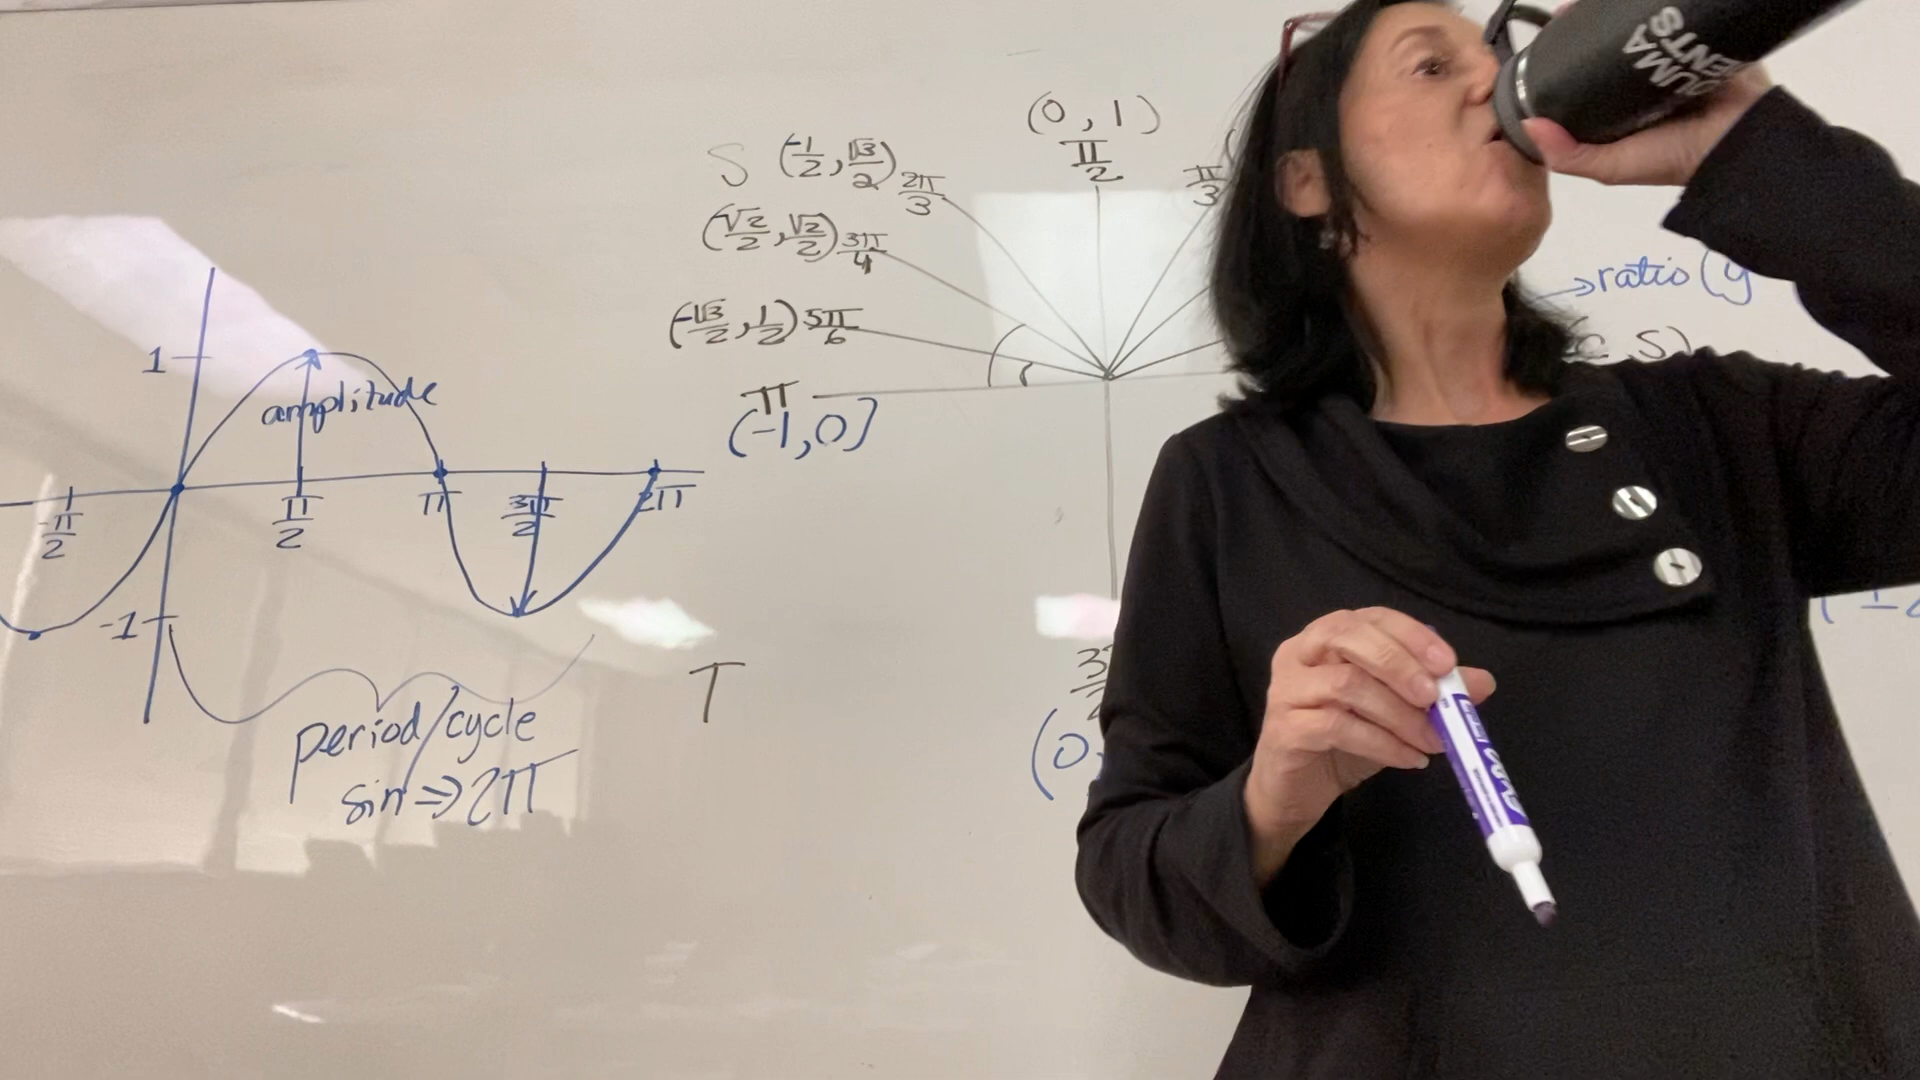 1
amplitude
-π/2
π/2
π
3π/2
2π
-1
period/cycle
sin ⇒ 2π
(0, 1)
π/2
S (-1/2, √3/2) 2π/3
π/3
(-√2/2, √2/2) 3π/4
(-√3/2, 1/2) 5π/6
π
(-1, 0]
T
(0,
→ ratio (y
, S)